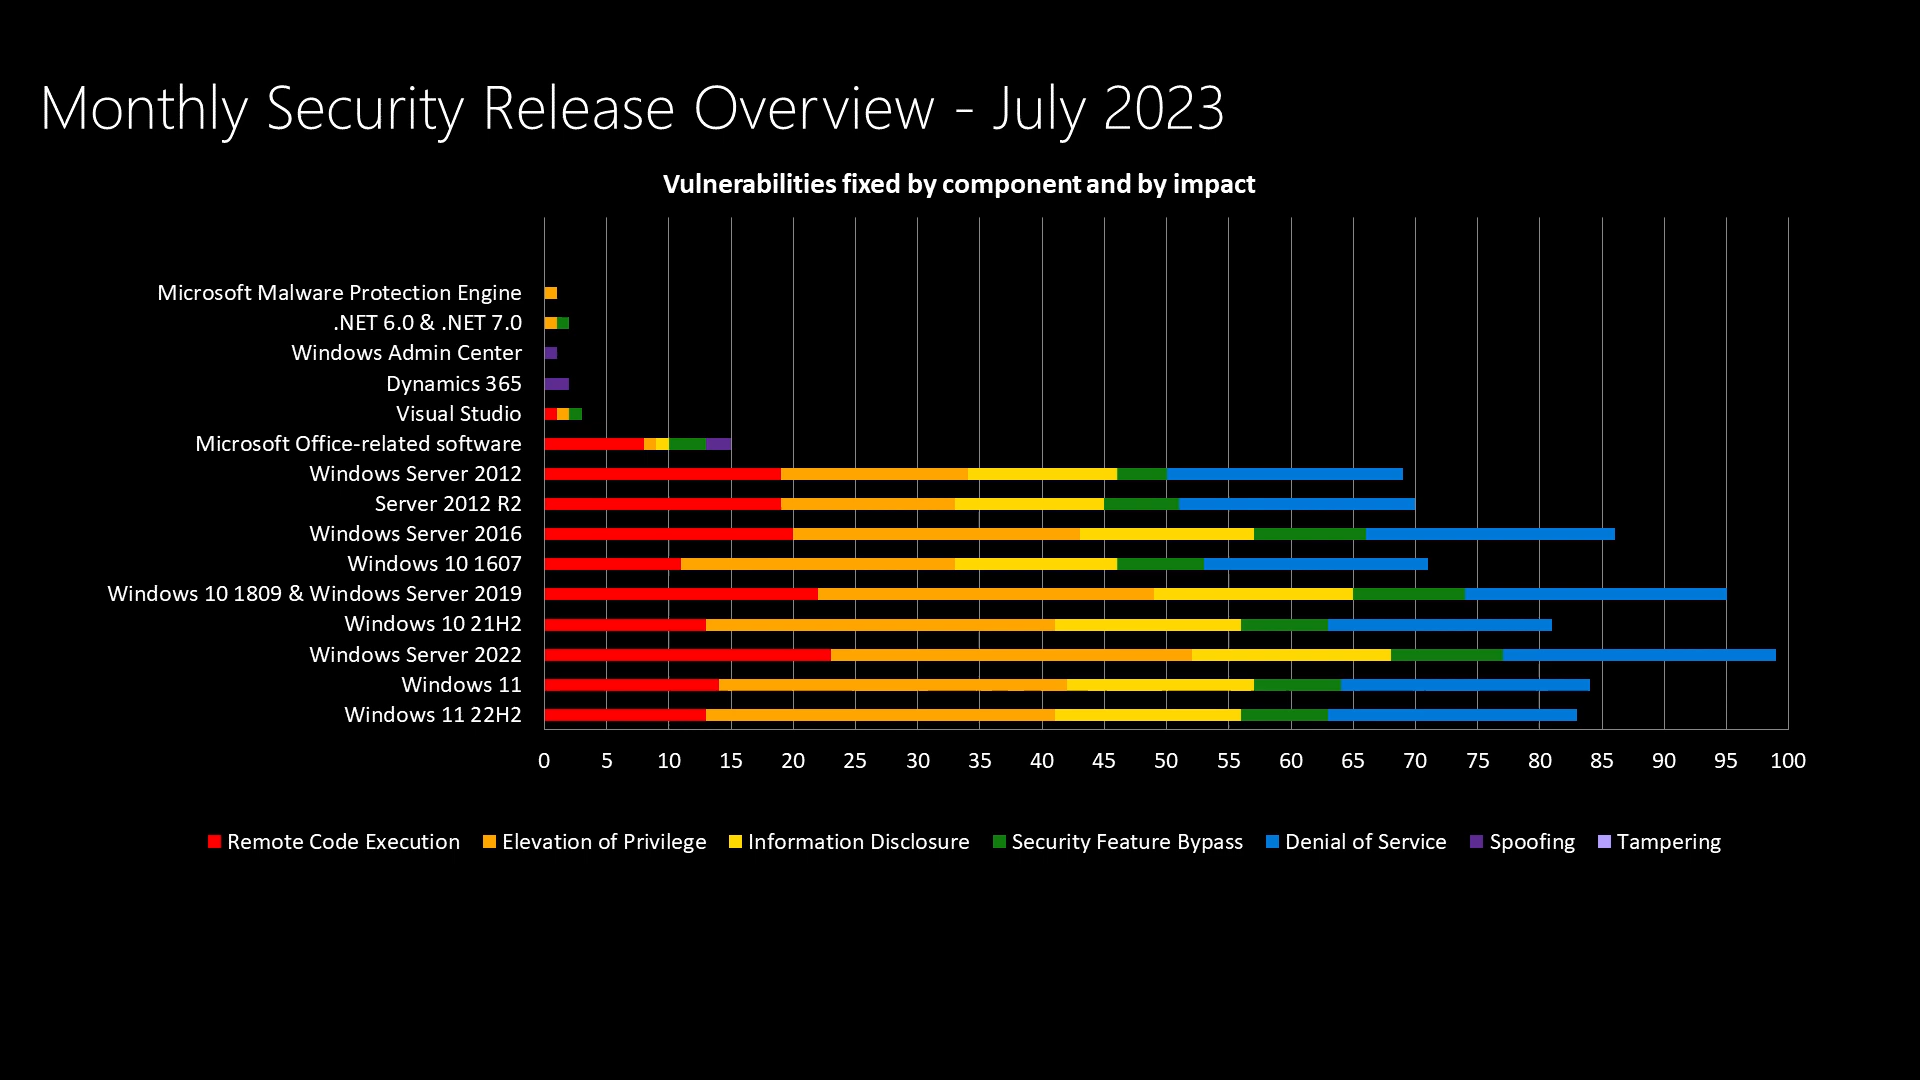 Monthly Security Release Overview - July 2023
Vulnerabilities fixed by component and by impact
Microsoft Malware Protection Engine
.NET 6.0 & .NET 7.0
Windows Admin Center
Dynamics 365
Visual Studio
Microsoft Office-related software
Windows Server 2012
Server 2012 R2
Windows Server 2016
Windows 10 1607
Windows 10 1809 & Windows Server 2019
Windows 10 21H2
Windows Server 2022
Windows 11
Windows 11 22H2
0 5 10 15 20 25 30 35 40 45 50 55 60 65 70 75 80 85 90 95 100
Remote Code Execution Elevation of Privilege Information Disclosure Security Feature Bypass Denial of Service Spoofing Tampering